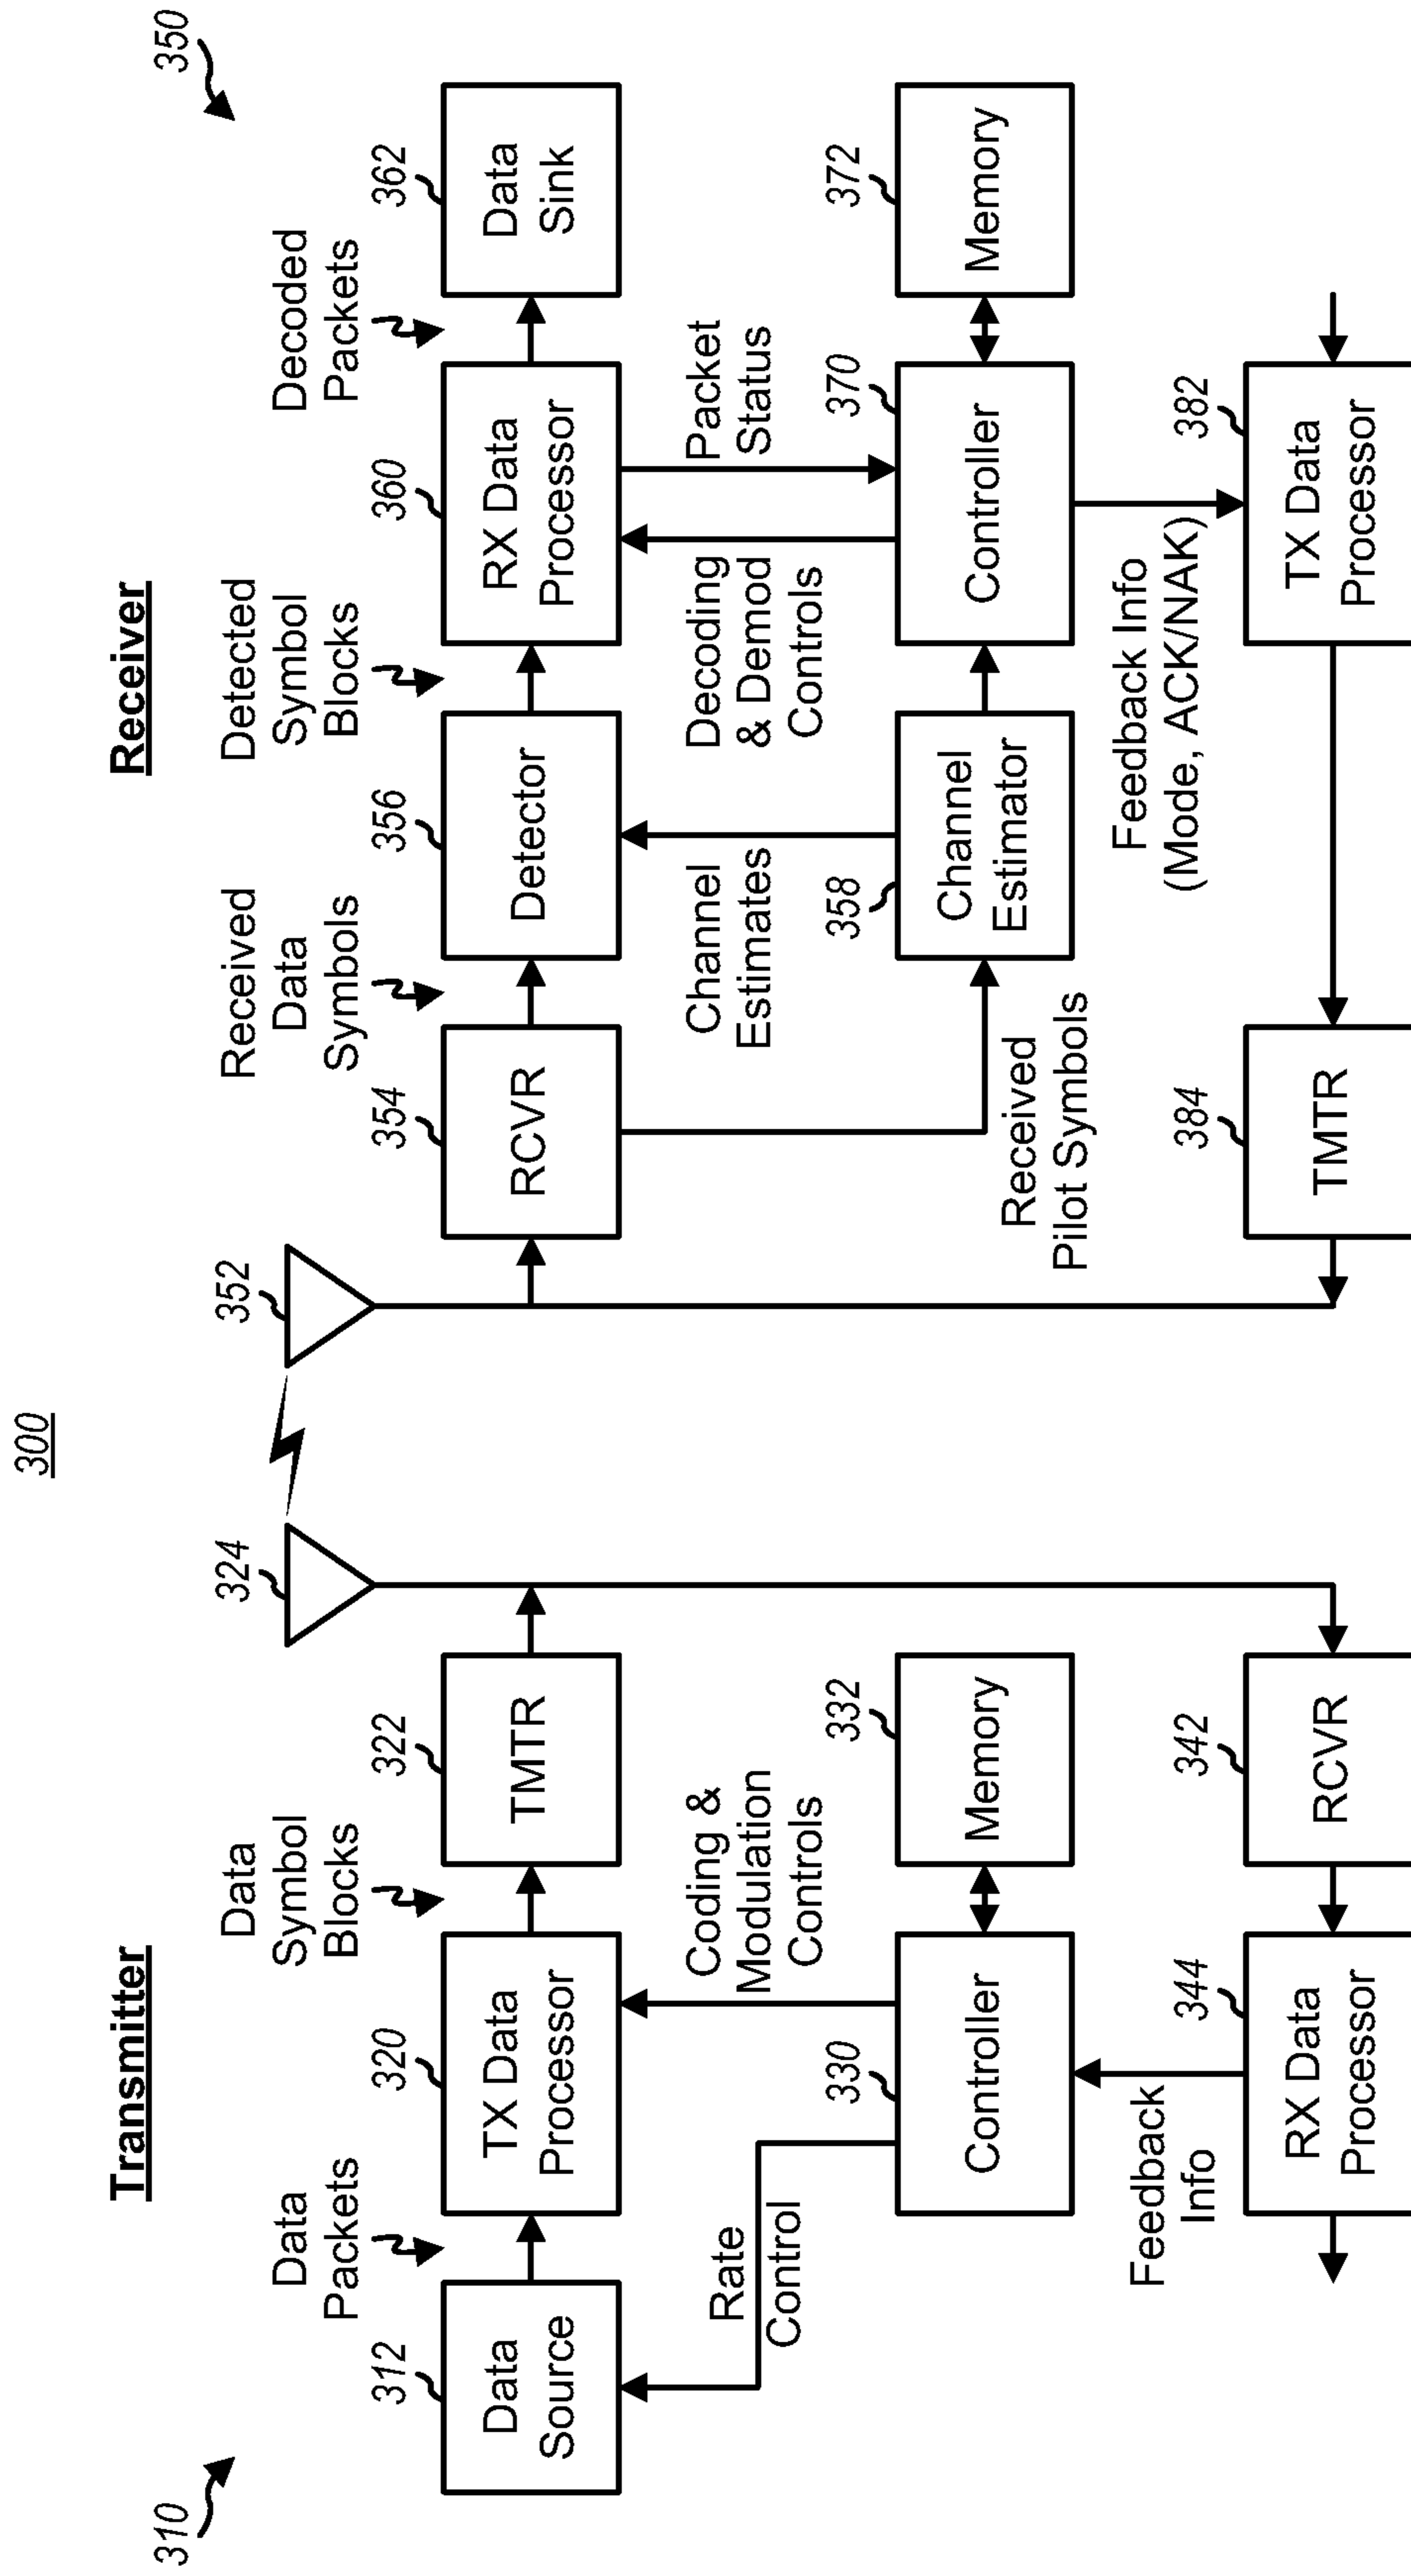 300
Transmitter
Receiver
310
350
324
352
Data
Packets
Data
Symbol
Blocks
Received
Data
Symbols
Detected
Symbol
Blocks
Decoded
Packets
312
320
322
354
356
360
362
Data
Source
TX Data
Processor
TMTR
RCVR
Detector
RX Data
Processor
Data
Sink
Rate
Control
Coding &
Modulation
Controls
Channel
Estimates
Decoding
& Demod
Controls
Packet
Status
330
332
358
370
372
Controller
Memory
Channel
Estimator
Controller
Memory
Feedback
Info
Received
Pilot Symbols
Feedback Info
(Mode, ACK/NAK)
344
342
384
382
RX Data
Processor
RCVR
TMTR
TX Data
Processor